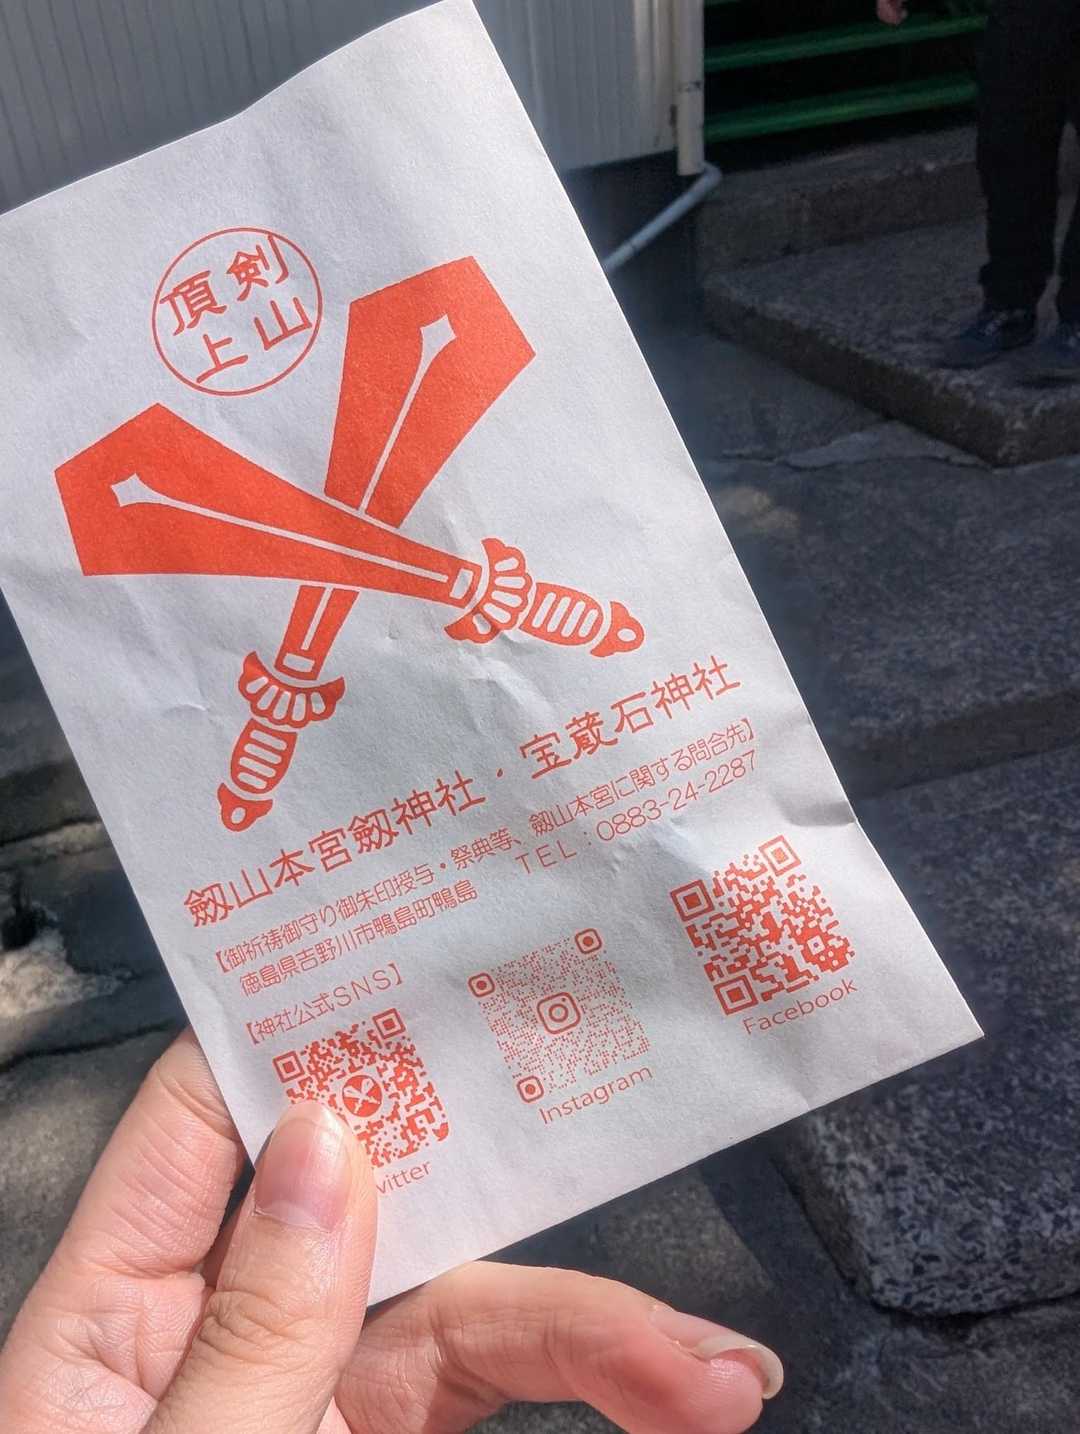 剣山
頂上
劔山本宮劔神社・宝蔵石神社
【御祈祷御守り御朱印授与・祭典等、劔山本宮に関する問合先】
徳島県吉野川市鴨島町鴨島 TEL:0883-24-2287
【神社公式SNS】
witter
Instagram
Facebook